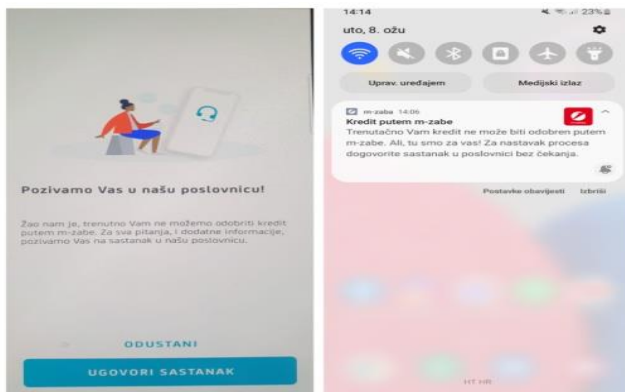 Pozivamo Vas u našu poslovnicu!
Žao nam je, trenutno Vam ne možemo odobriti kredit
putem m-zabe. Za sva pitanja, i dodatne informacije,
pozivamo Vas na sastanak u našu poslovnicu.
ODUSTANI
UGOVORI SASTANAK
14:14
23%
uto, 8. ožu
Uprav. uređajem
Medijski izlaz
m-zaba 14:06
Kredit putem m-zabe
Trenutačno Vam kredit ne može biti odobren putem
m-zabe. Ali, tu smo za vas! Za nastavak procesa
dogovorite sastanak u poslovnici bez čekanja.
Postavke obavijesti Izbriši
HT HR